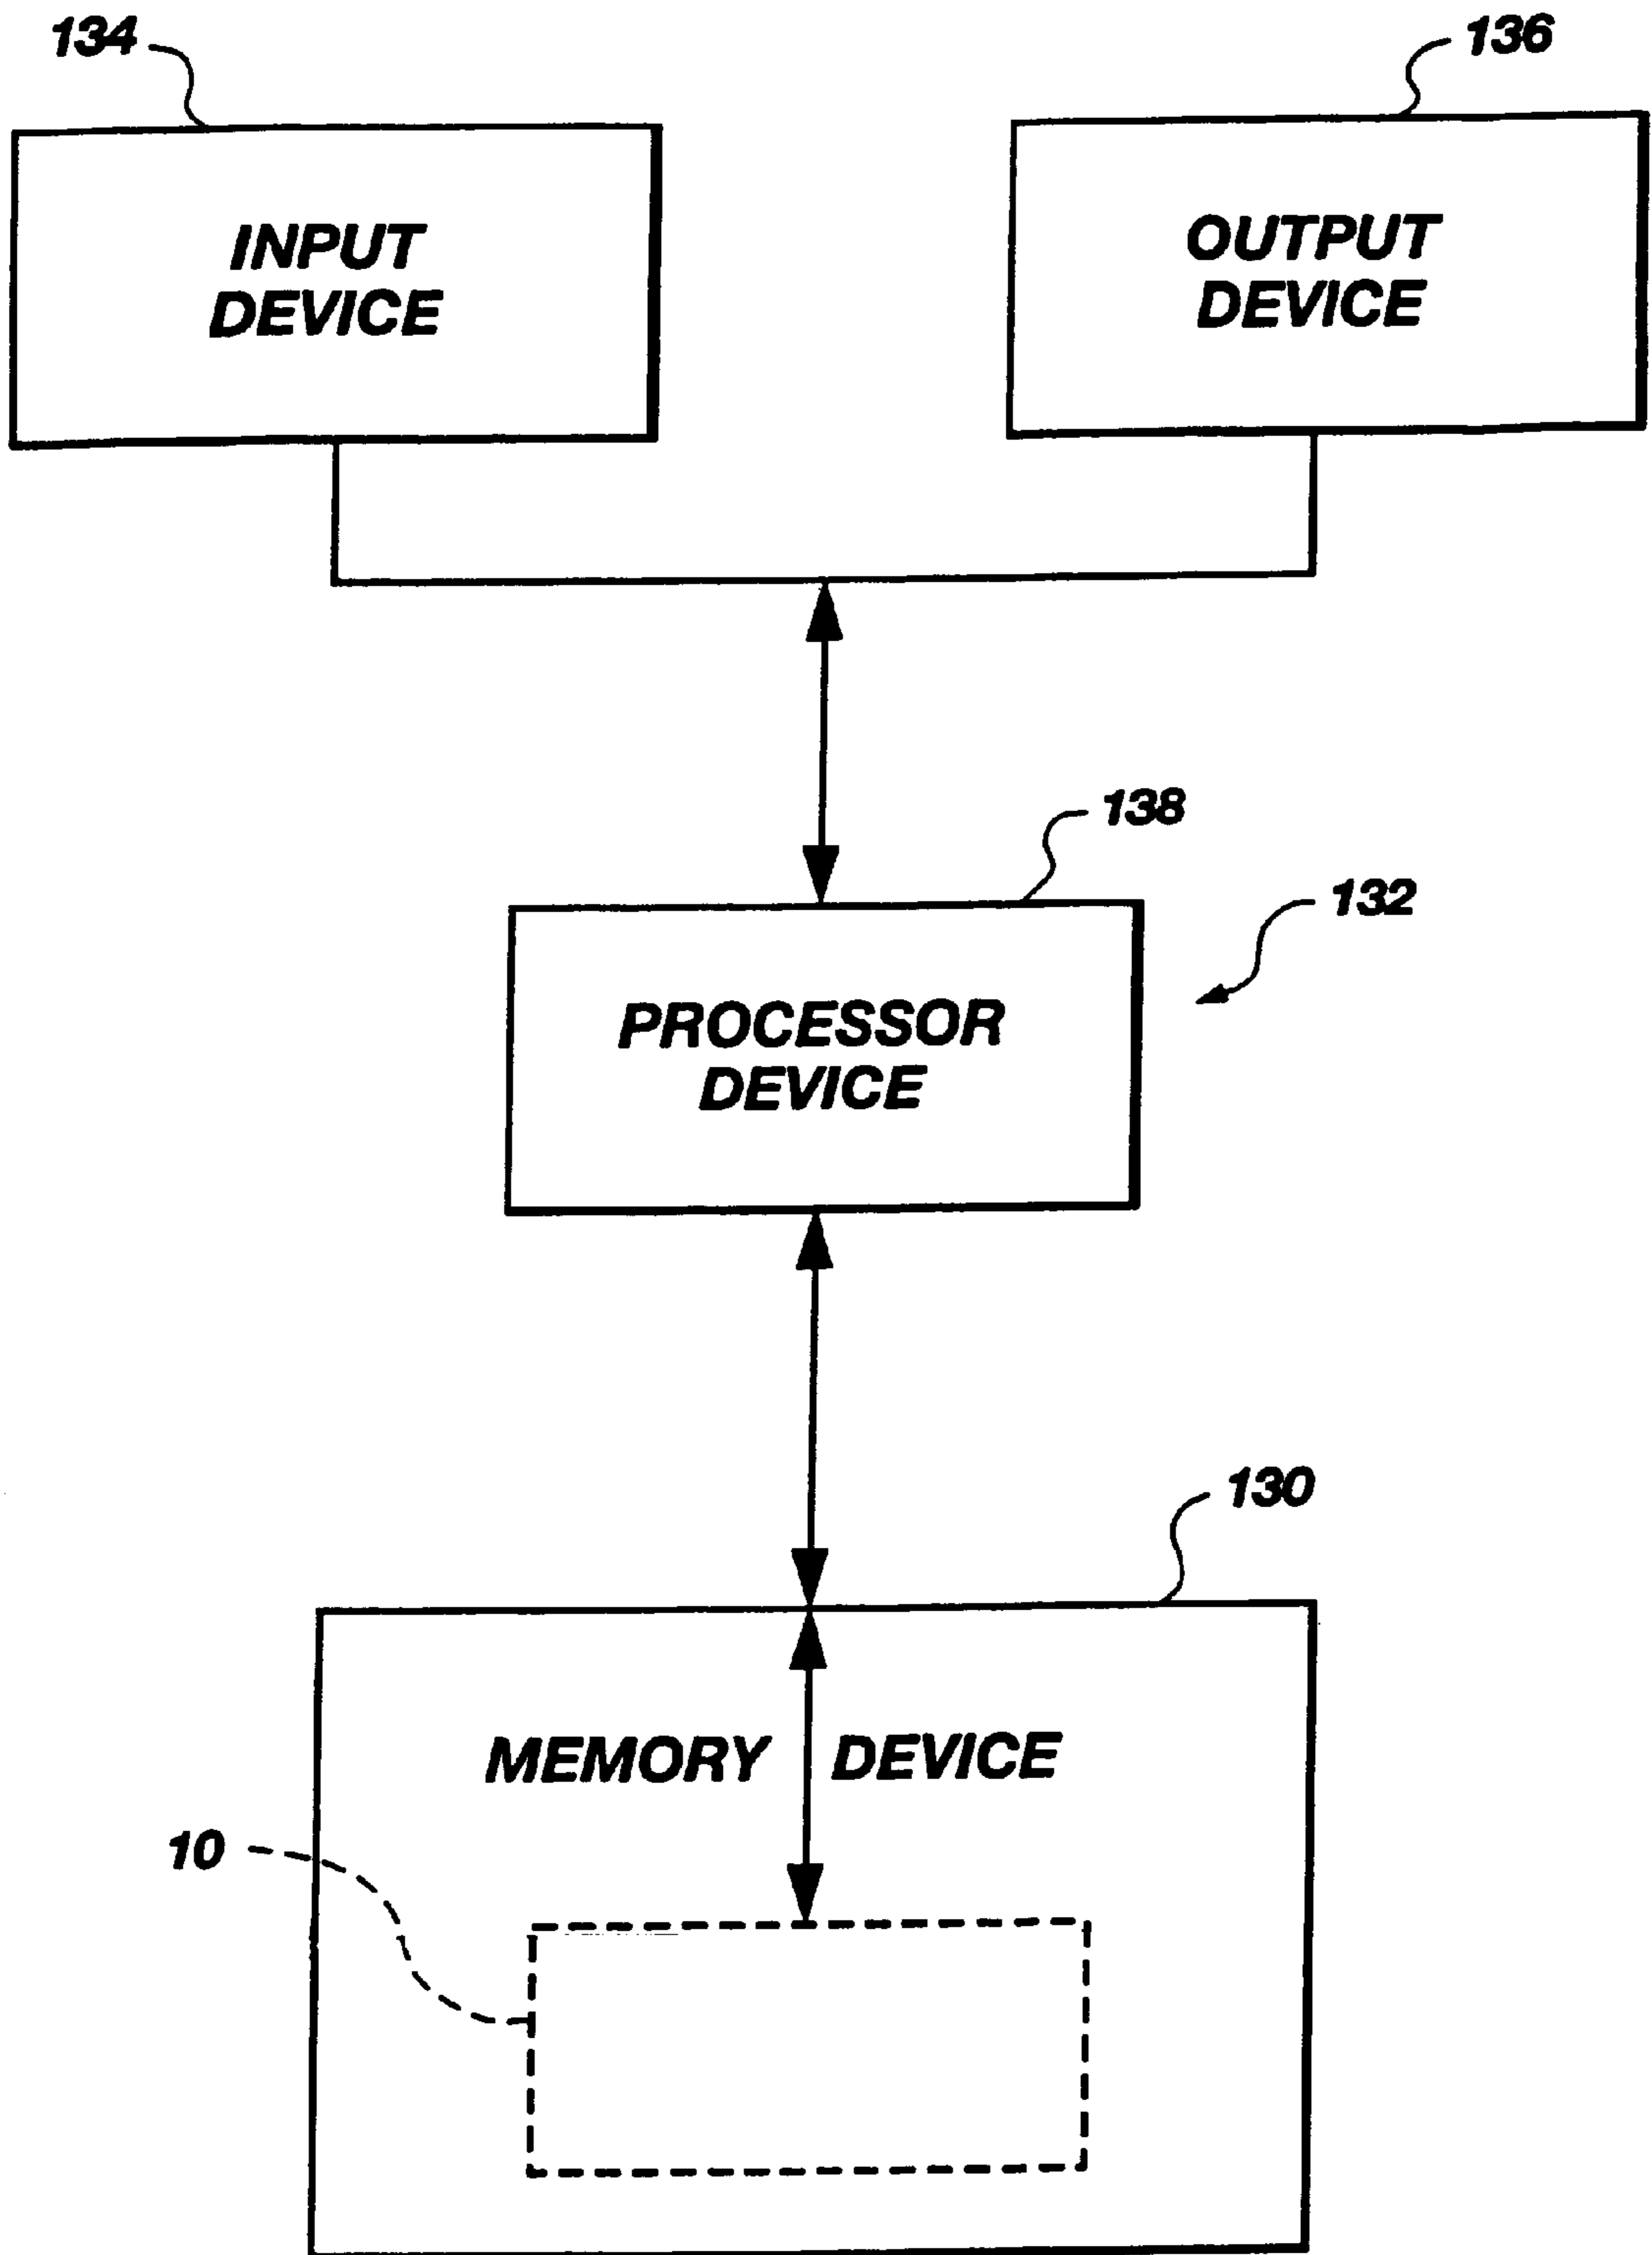 134
136
INPUT
DEVICE
OUTPUT
DEVICE
138
132
PROCESSOR
DEVICE
130
MEMORY DEVICE
10